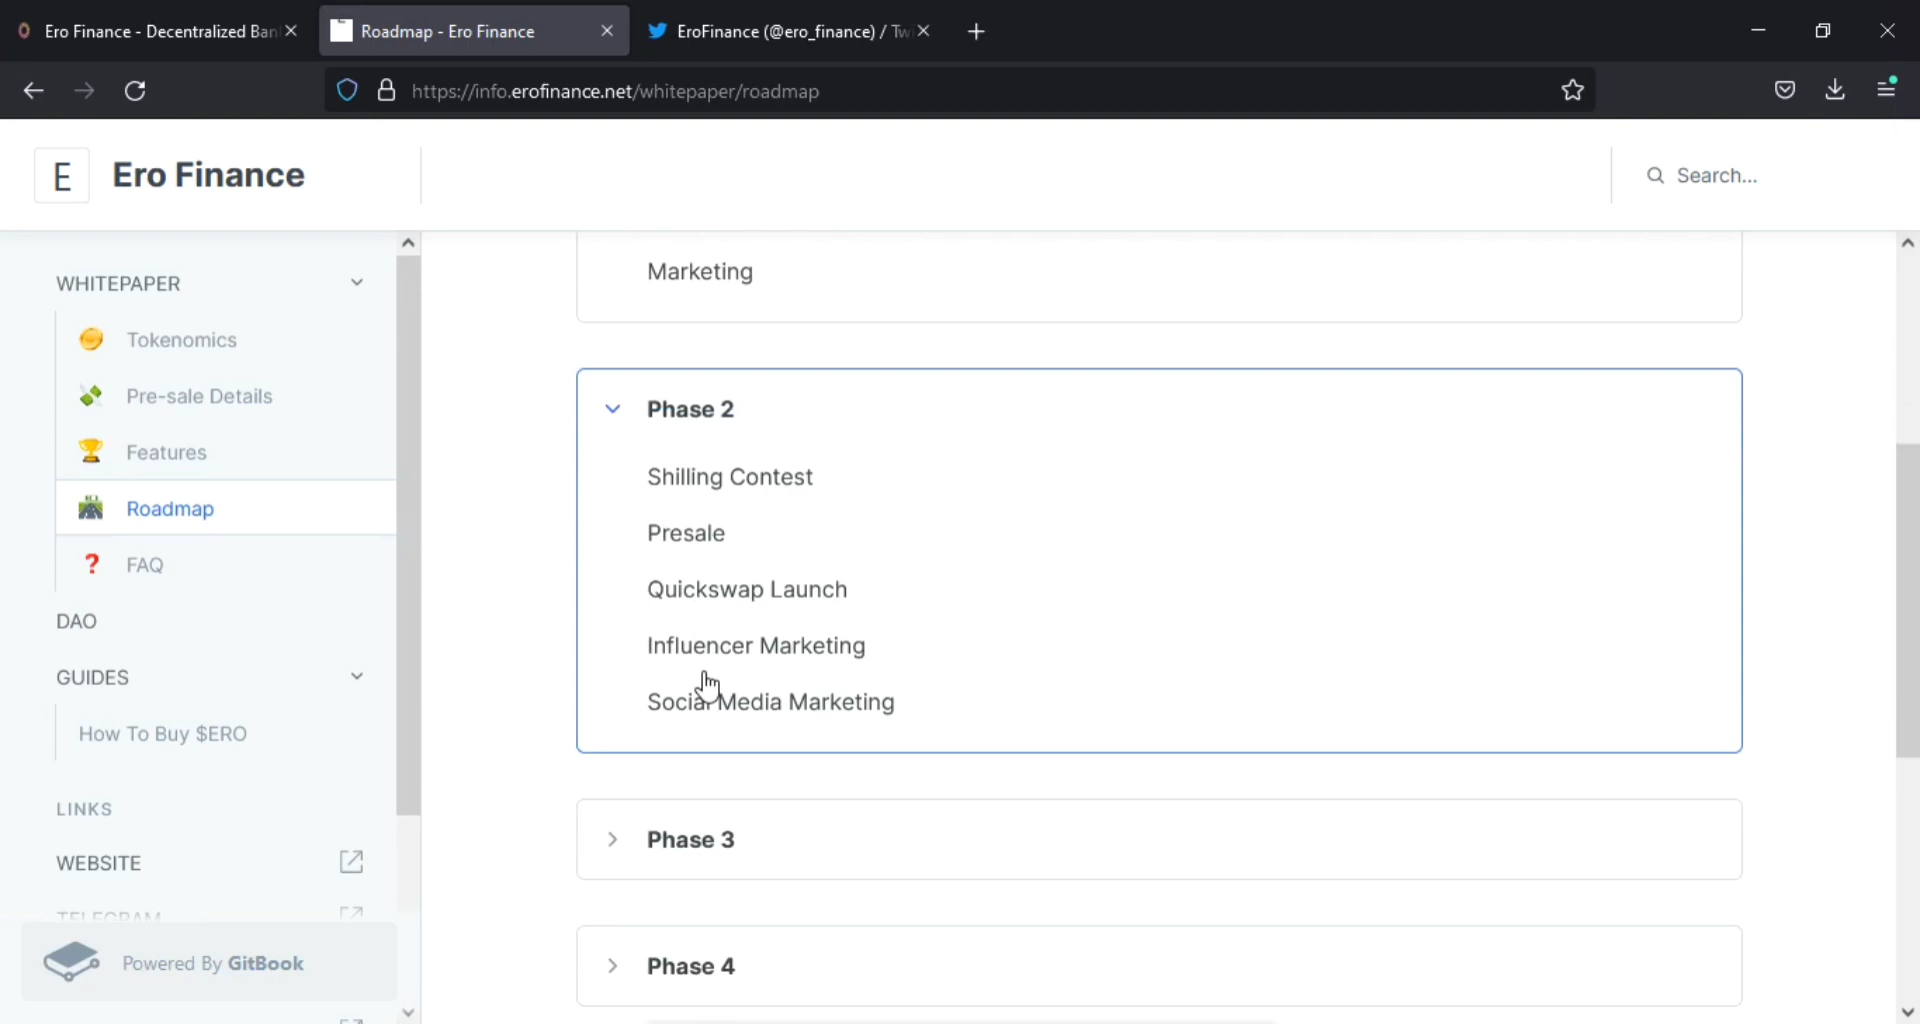 Ero Finance - Decentralized Ban
Roadmap - Ero Finance
EroFinance (@ero_finance) / Tw
https://info.erofinance.net/whitepaper/roadmap
E
Ero Finance
Search...
WHITEPAPER
Tokenomics
Pre-sale Details
Features
Roadmap
FAQ
DAO
GUIDES
How To Buy $ERO
LINKS
WEBSITE
TELEGRAM
Powered By GitBook
Marketing
Phase 2
Shilling Contest
Presale
Quickswap Launch
Influencer Marketing
Social Media Marketing
Phase 3
Phase 4